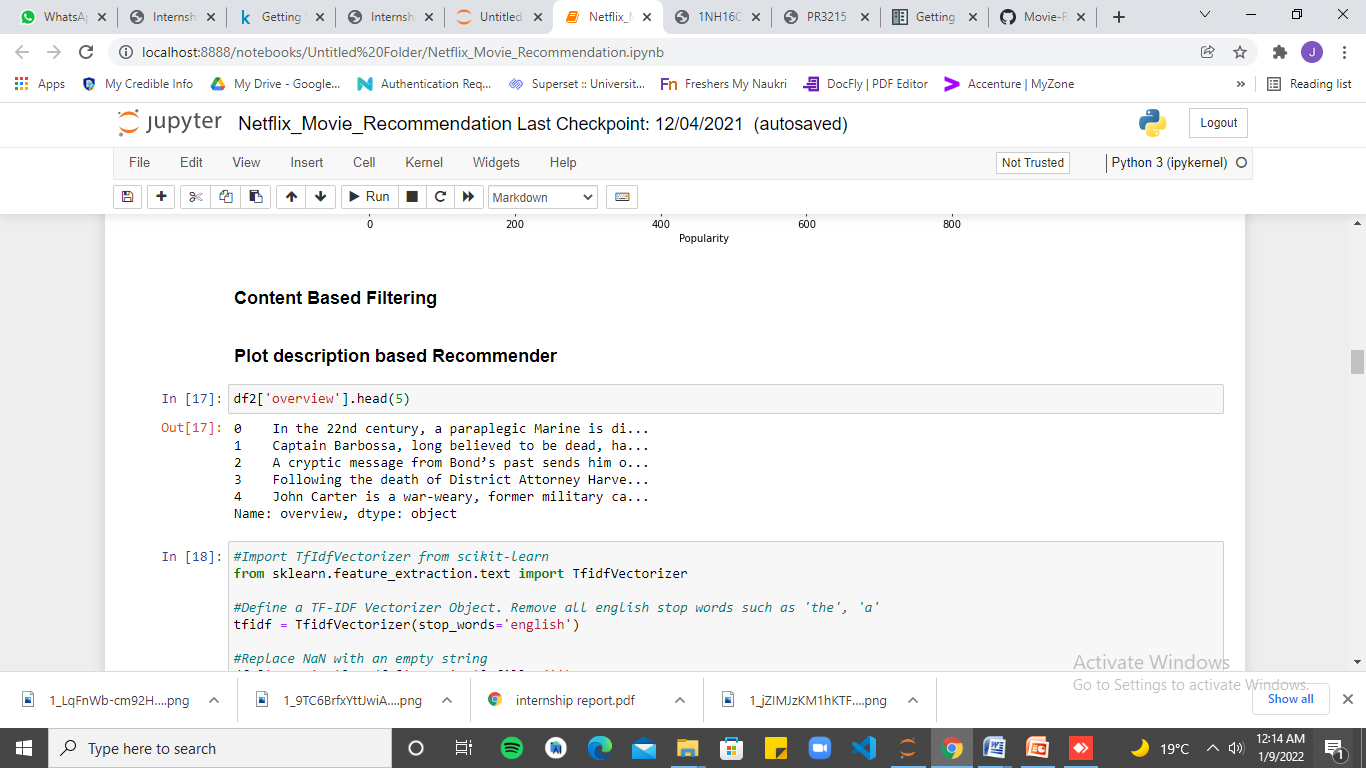 WhatsA
Internsh
Getting
Internsh
Untitled
Netflix_M
1NH16C
PR3215
Getting
Movie-R
localhost:8888/notebooks/Untitled%20Folder/Netflix_Movie_Recommendation.ipynb
J
Apps
My Credible Info
My Drive - Google...
Authentication Req...
Superset :: Universit...
Fn Freshers My Naukri
DocFly | PDF Editor
Accenture | MyZone
»
Reading list
jupyter Netflix_Movie_Recommendation Last Checkpoint: 12/04/2021 (autosaved)
Logout
File Edit View Insert Cell Kernel Widgets Help
Not Trusted
Python 3 (ipykernel)
Run
Markdown
0 200 400 600 800
Popularity
Content Based Filtering
Plot description based Recommender
In [17]: df2['overview'].head(5)
Out[17]: 0 In the 22nd century, a paraplegic Marine is di...
1 Captain Barbossa, long believed to be dead, ha...
2 A cryptic message from Bond’s past sends him o...
3 Following the death of District Attorney Harve...
4 John Carter is a war-weary, former military ca...
Name: overview, dtype: object
In [18]: #Import TfIdfVectorizer from scikit-learn
from sklearn.feature_extraction.text import TfidfVectorizer
#Define a TF-IDF Vectorizer Object. Remove all english stop words such as 'the', 'a'
tfidf = TfidfVectorizer(stop_words='english')
#Replace NaN with an empty string
Activate Windows
Go to Settings to activate Windows.
1_LqFnWb-cm92H....png
1_9TC6BrfxYttJwiA....png
internship report.pdf
1_jZIMJzKM1hKTF....png
Show all
Type here to search
19°C
12:14 AM
1/9/2022
1